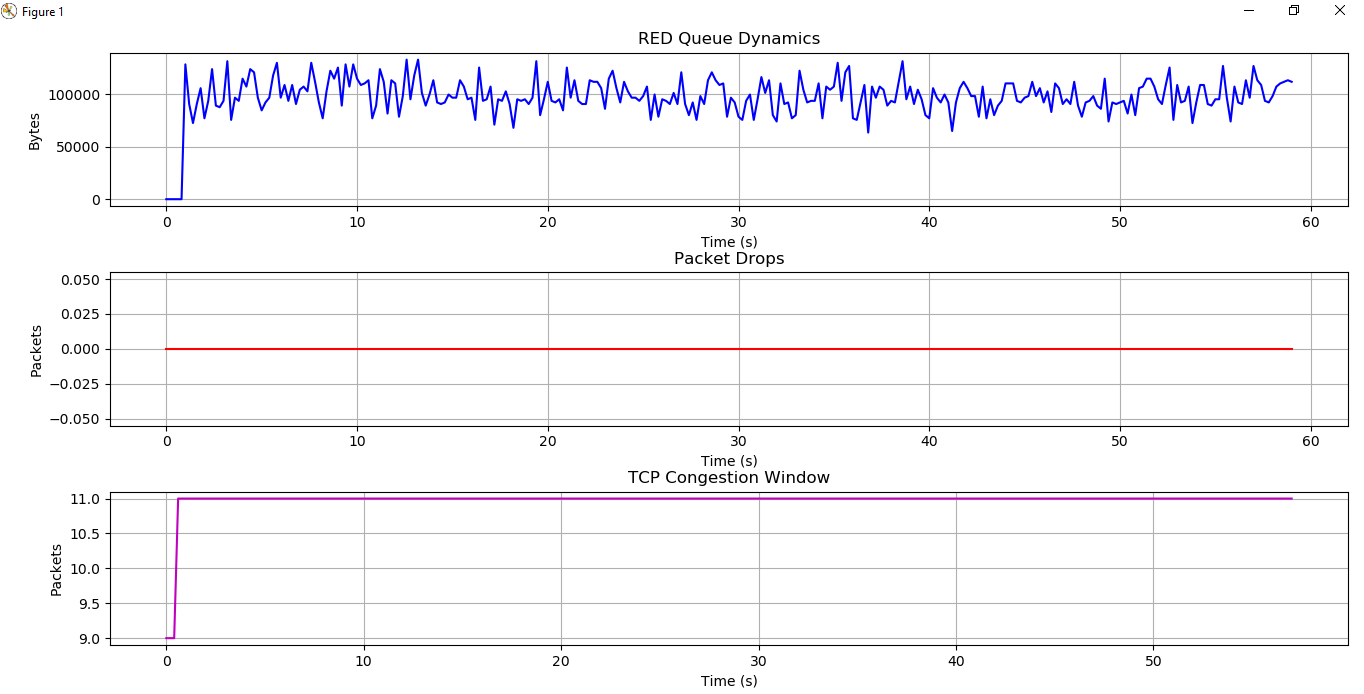 Figure 1
RED Queue Dynamics
Bytes
100000
50000
0
0 10 20 30 40 50 60
Time (s)
Packet Drops
Packets
0.050
0.025
0.000
−0.025
−0.050
0 10 20 30 40 50 60
Time (s)
TCP Congestion Window
Packets
11.0
10.5
10.0
9.5
9.0
0 10 20 30 40 50
Time (s)